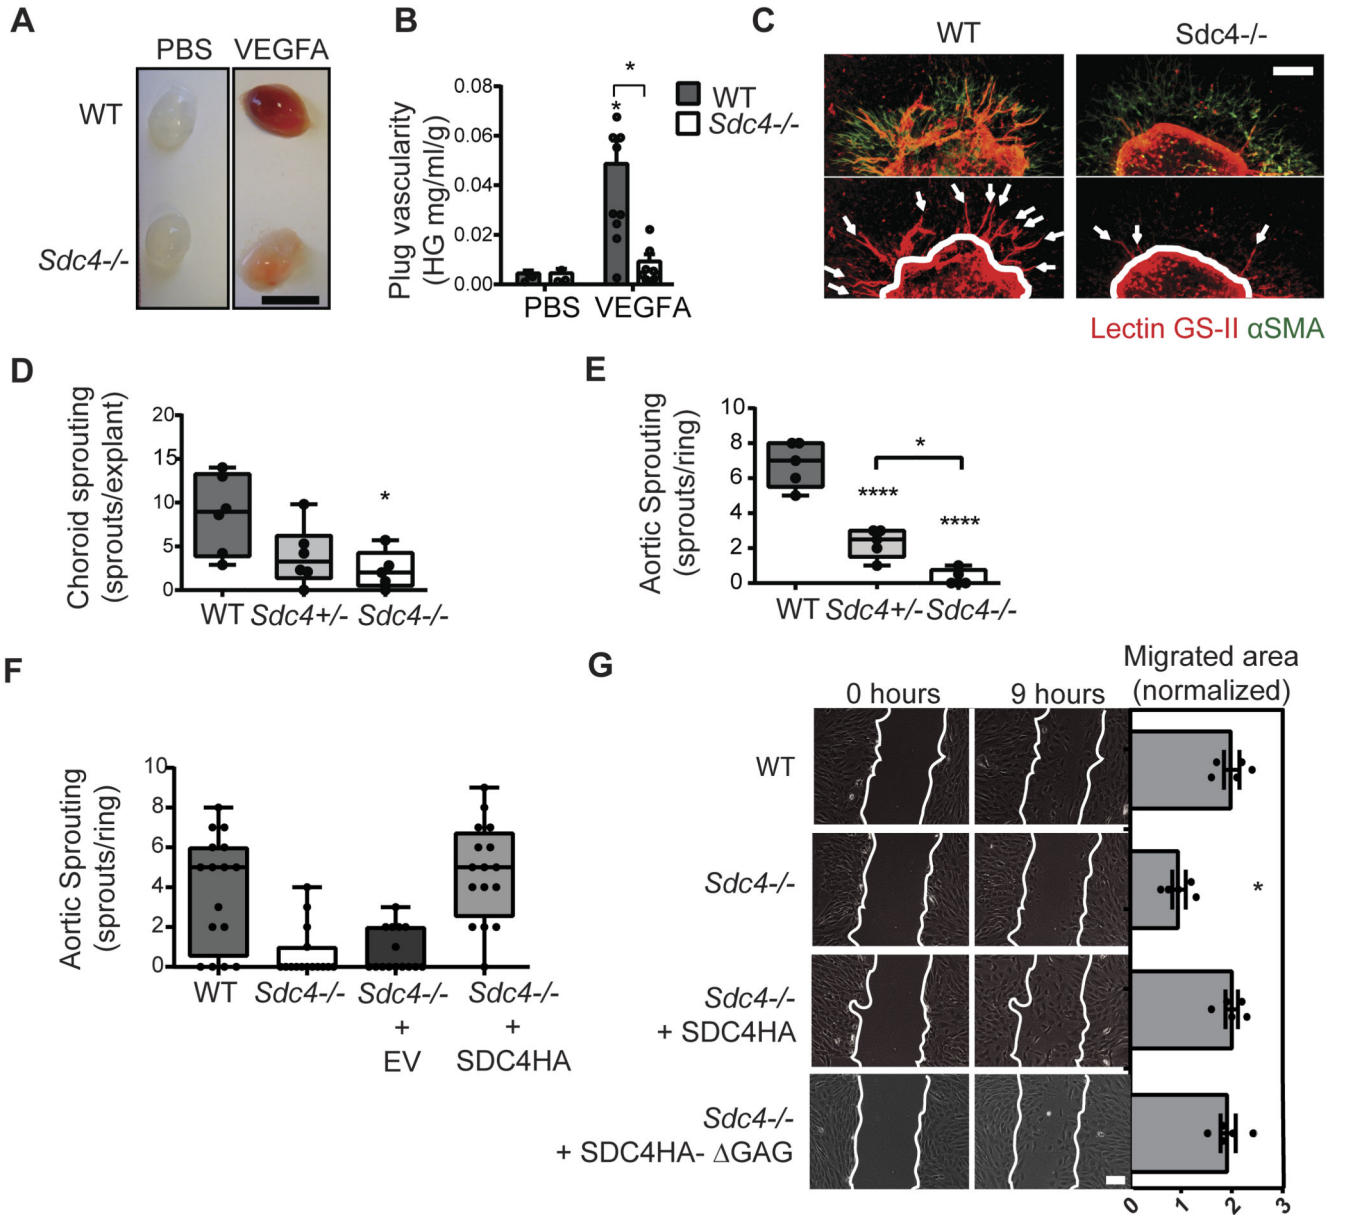 A
PBS VEGFA
WT
Sdc4-/-
B
Plug vascularity
(HG mg/ml/g)
0.08
0.06
0.04
0.02
0.00
*
*
WT
Sdc4-/-
PBS VEGFA
C
WT Sdc4-/-
Lectin GS-II αSMA
D
Choroid sprouting
(sprouts/explant)
20
15
10
5
0
*
WT Sdc4+/- Sdc4-/-
E
Aortic Sprouting
(sprouts/ring)
10
8
6
4
2
0
*
****
****
WT Sdc4+/- Sdc4-/-
F
Aortic Sprouting
(sprouts/ring)
10
8
6
4
2
0
WT Sdc4-/- Sdc4-/- Sdc4-/-
+ +
EV SDC4HA
G
Migrated area
(normalized)
0 hours 9 hours
WT
Sdc4-/-
*
Sdc4-/-
+ SDC4HA
Sdc4-/-
+ SDC4HA- ΔGAG
0 1 2 3